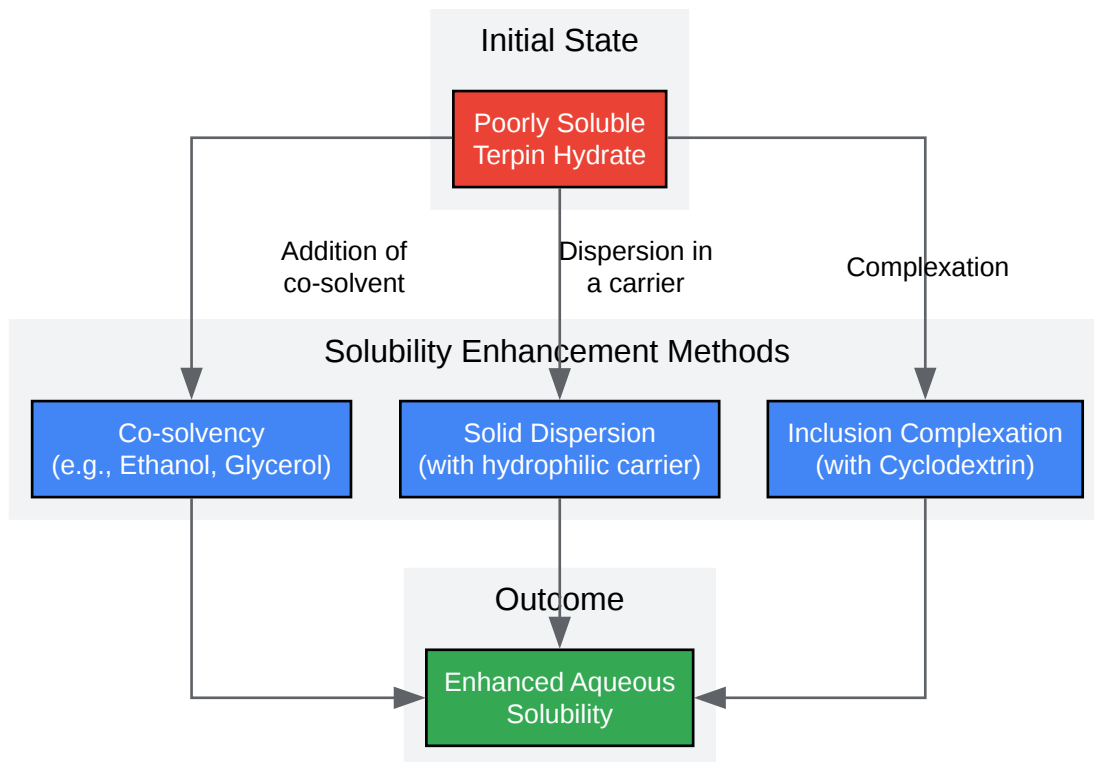 Initial State
Poorly Soluble
Terpin Hydrate
Addition of
co-solvent
Dispersion in
a carrier
Complexation
Solubility Enhancement Methods
Co-solvency
(e.g., Ethanol, Glycerol)
Solid Dispersion
(with hydrophilic carrier)
Inclusion Complexation
(with Cyclodextrin)
Outcome
Enhanced Aqueous
Solubility